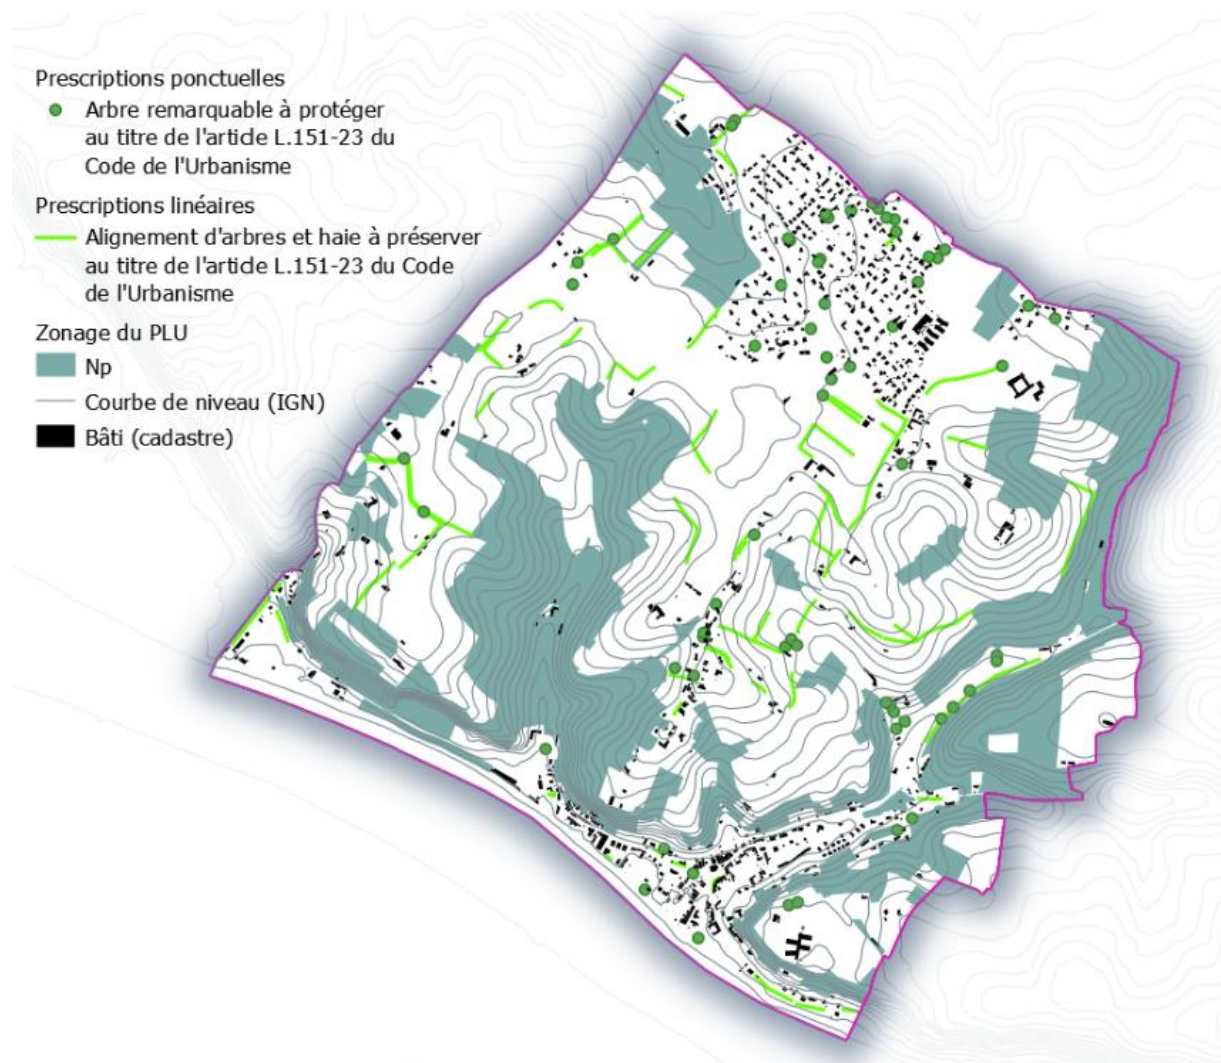 Prescriptions ponctuelles
Arbre remarquable à protéger
au titre de l'article L.151-23 du
Code de l'Urbanisme
Prescriptions linéaires
Alignement d'arbres et haie à préserver
au titre de l'article L.151-23 du Code
de l'Urbanisme
Zonage du PLU
Np
Courbe de niveau (IGN)
Bâti (cadastre)